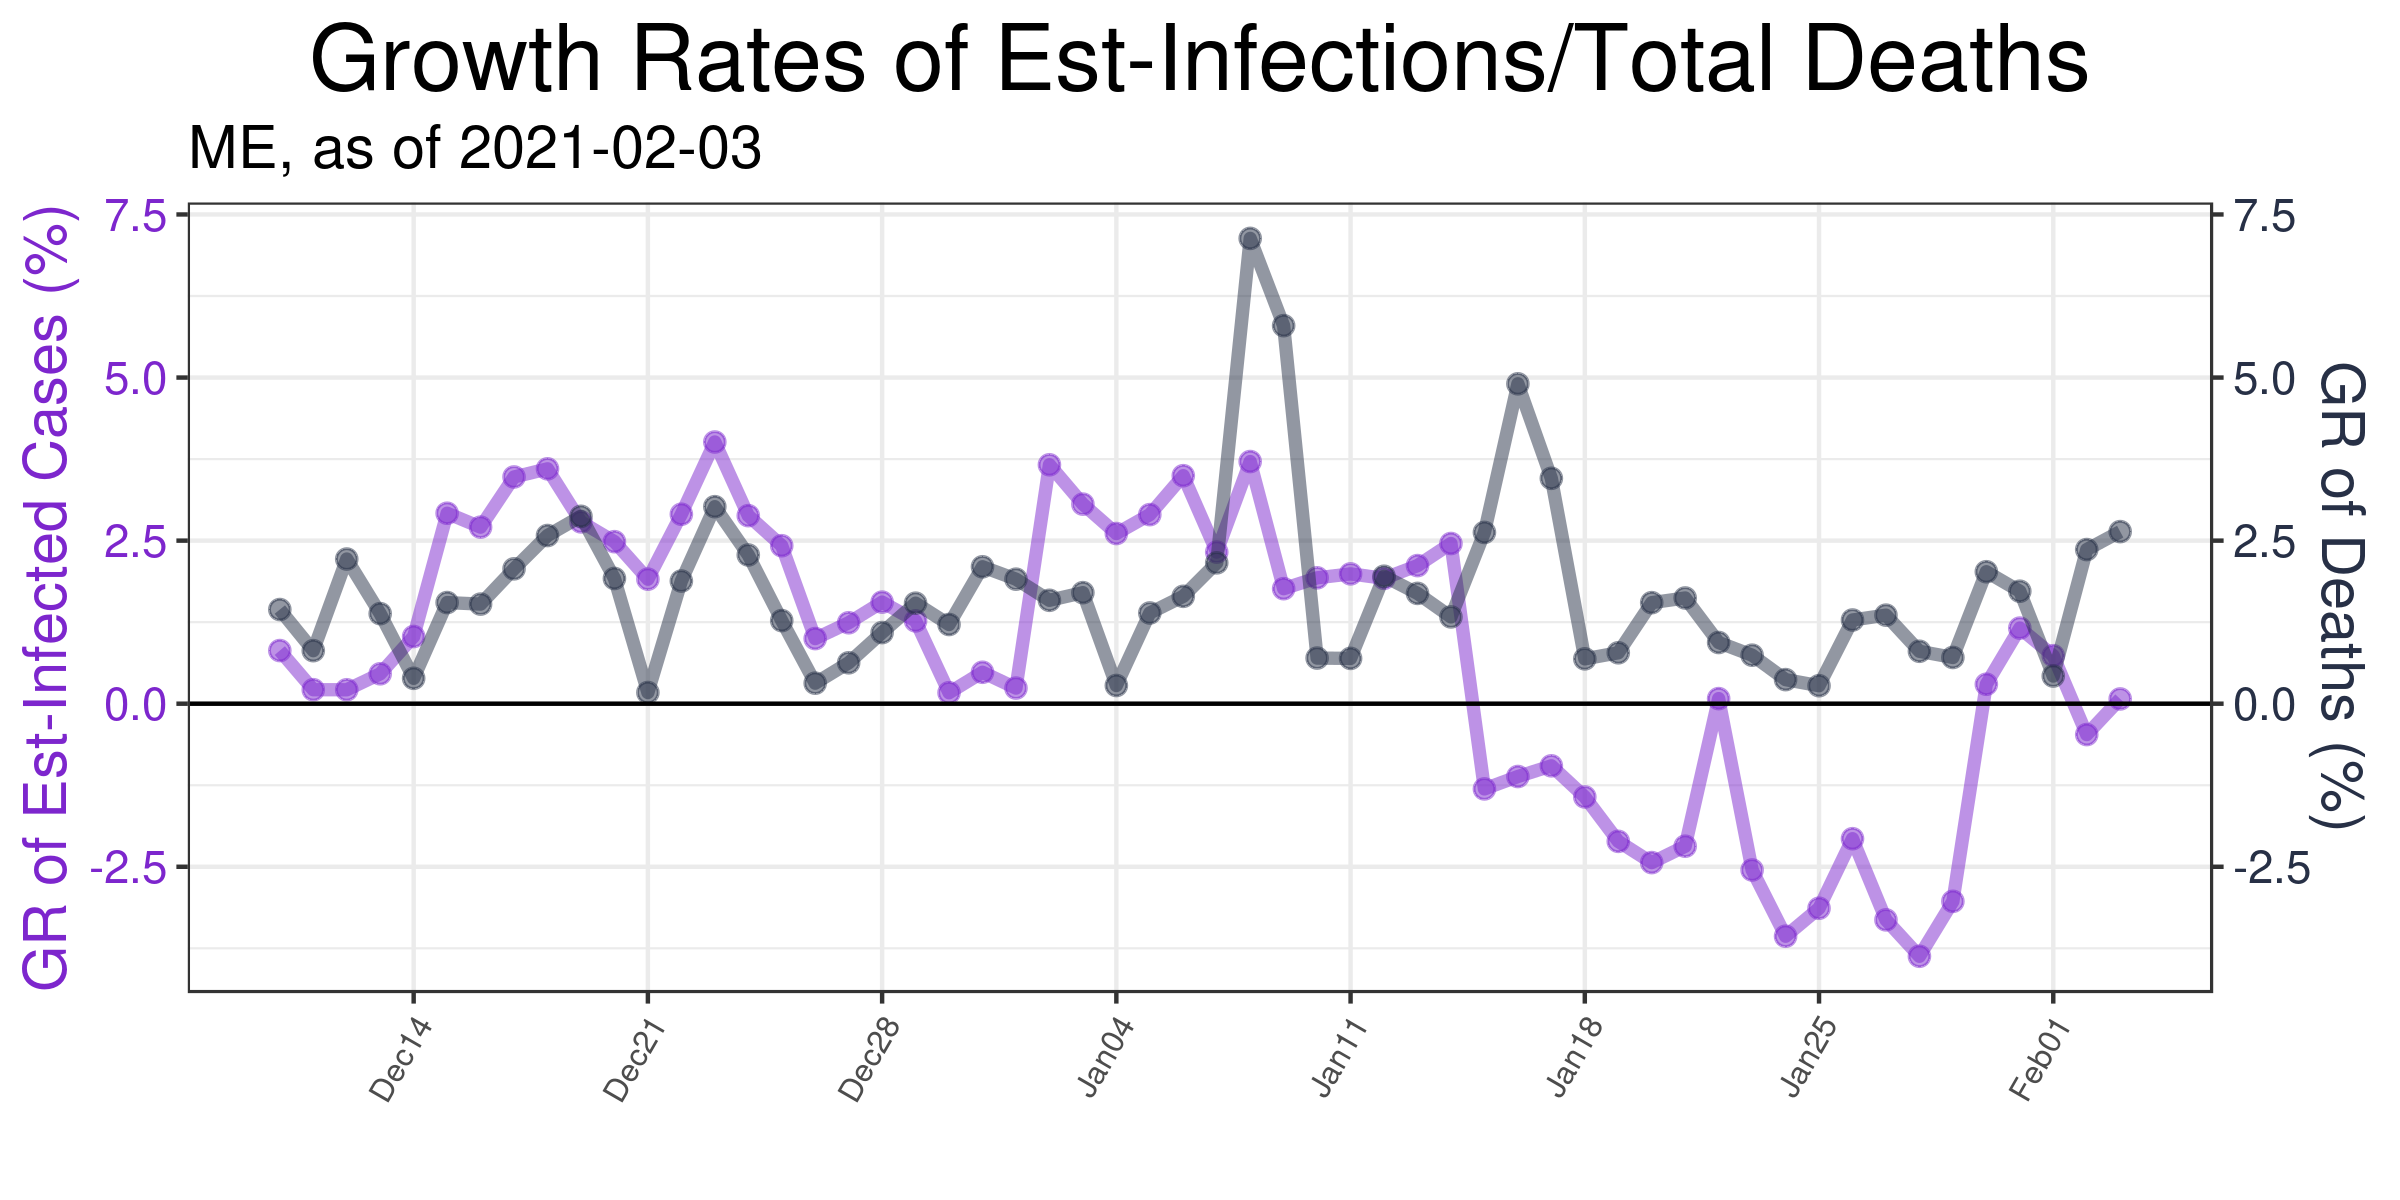 Growth Rates of Est-Infections/Total Deaths
ME, as of 2021-02-03
GR of Est-Infected Cases (%)
7.5
5.0
2.5
0.0
-2.5
7.5
5.0
2.5
0.0
-2.5
GR of Deaths (%)
Dec14
Dec21
Dec28
Jan04
Jan11
Jan18
Jan25
Feb01